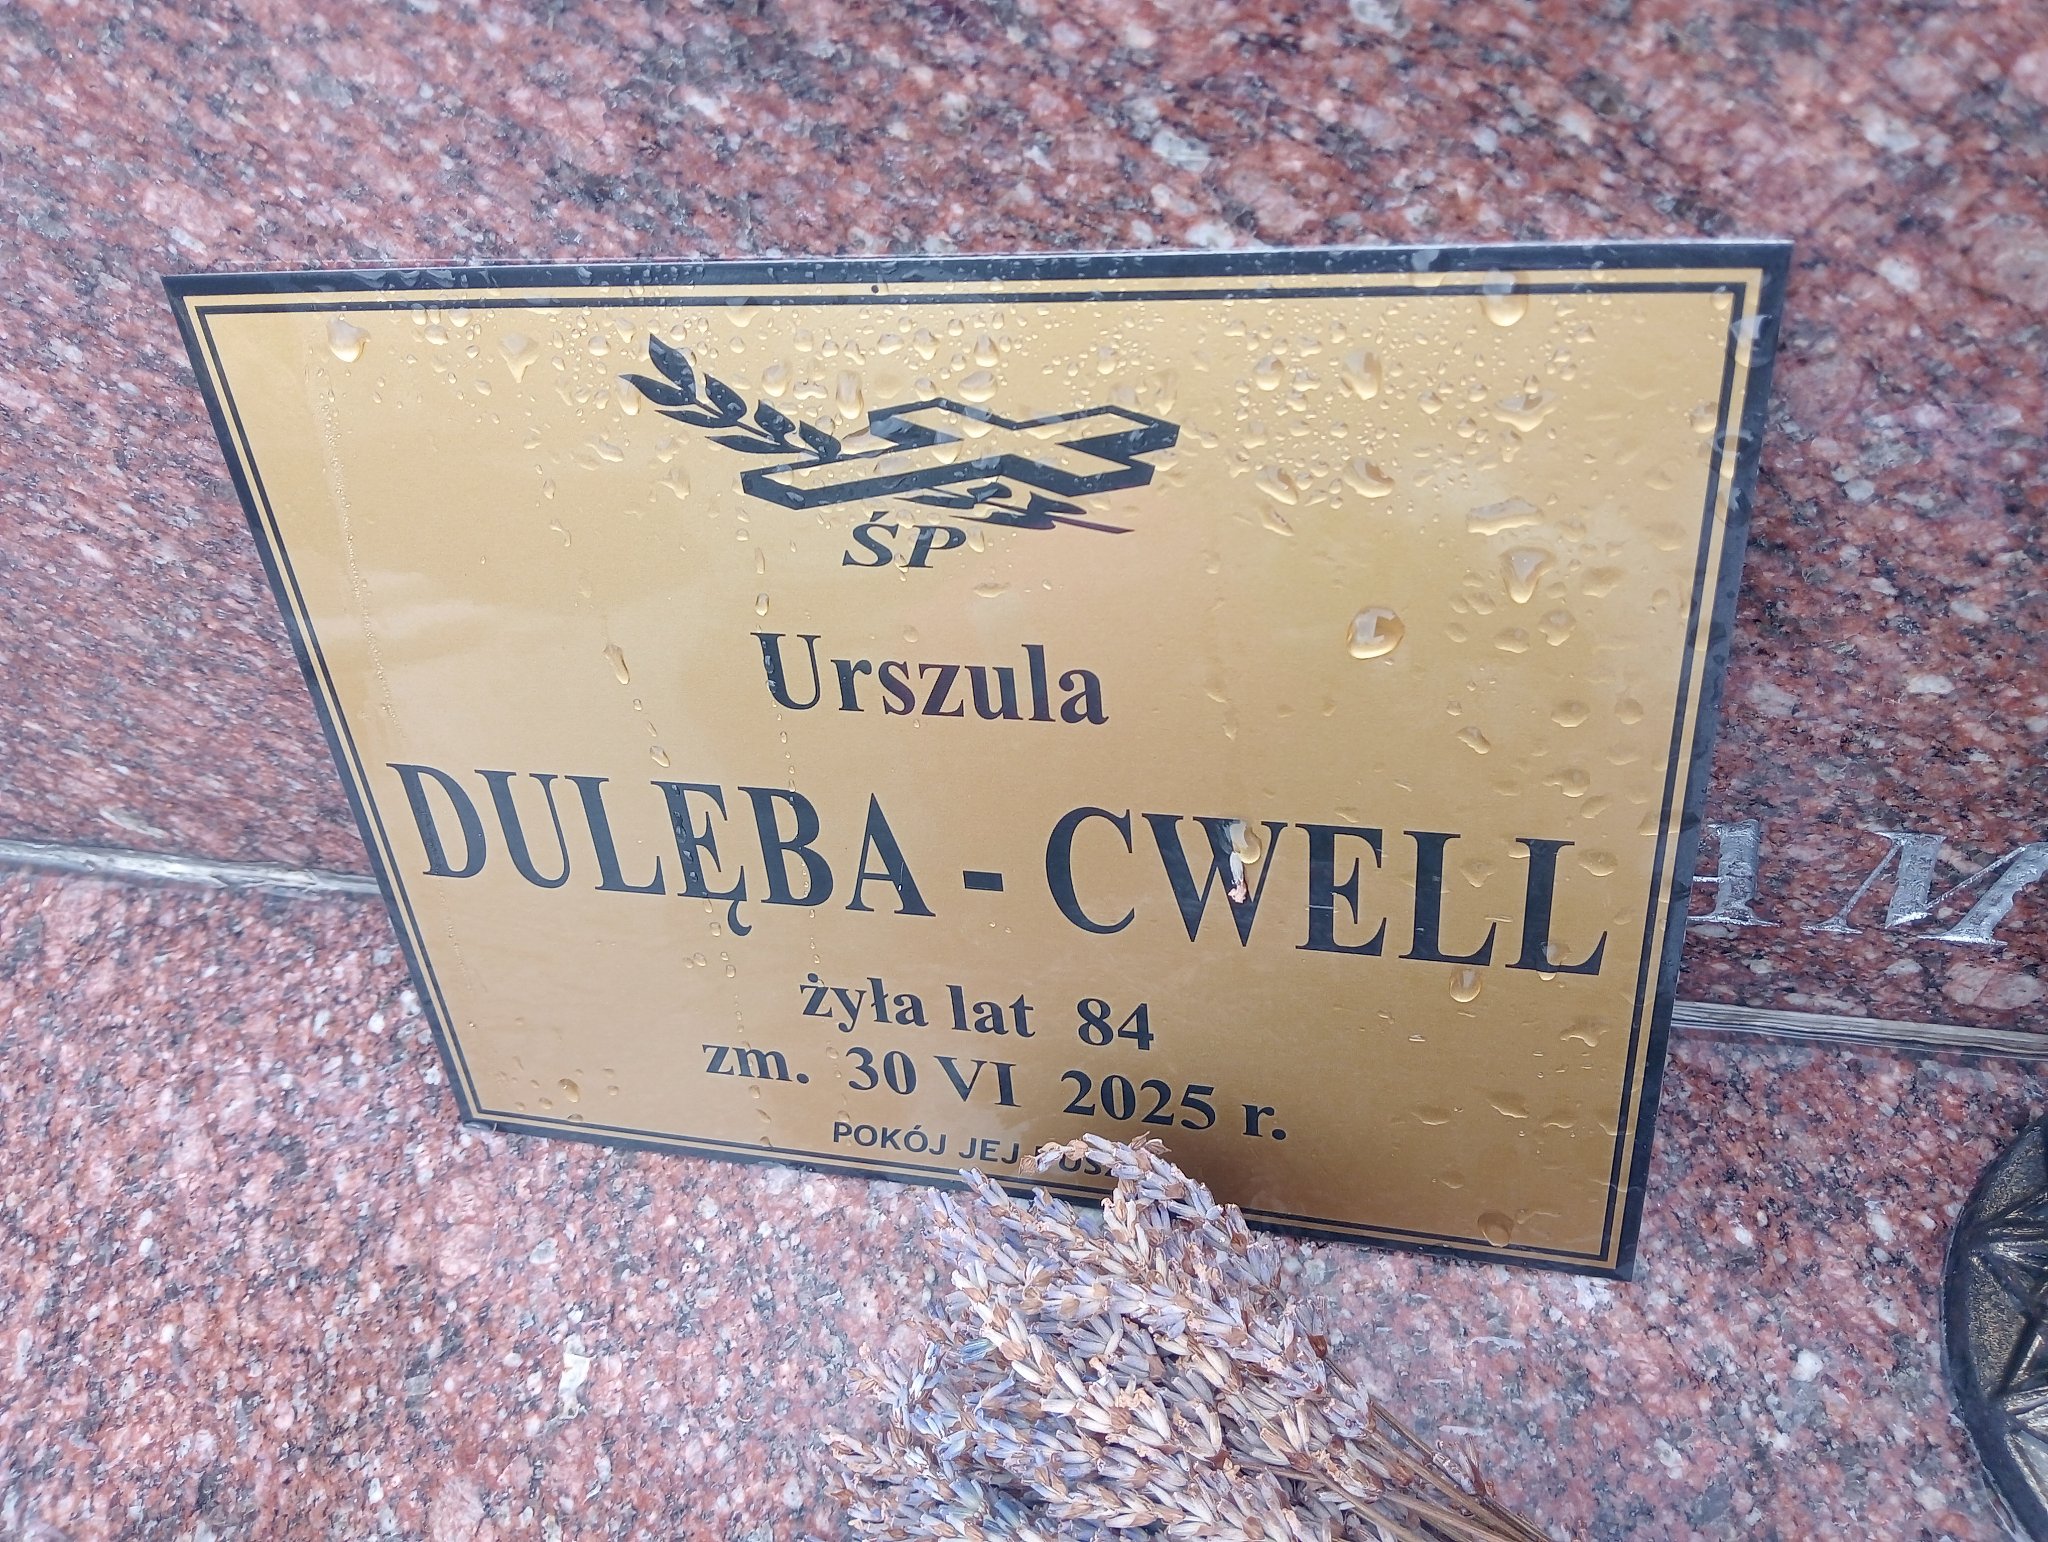 ŚP
Urszula
DULĘBA - CWELL
żyła lat 84
zm. 30 VI 2025 r.
POKÓJ JEJ